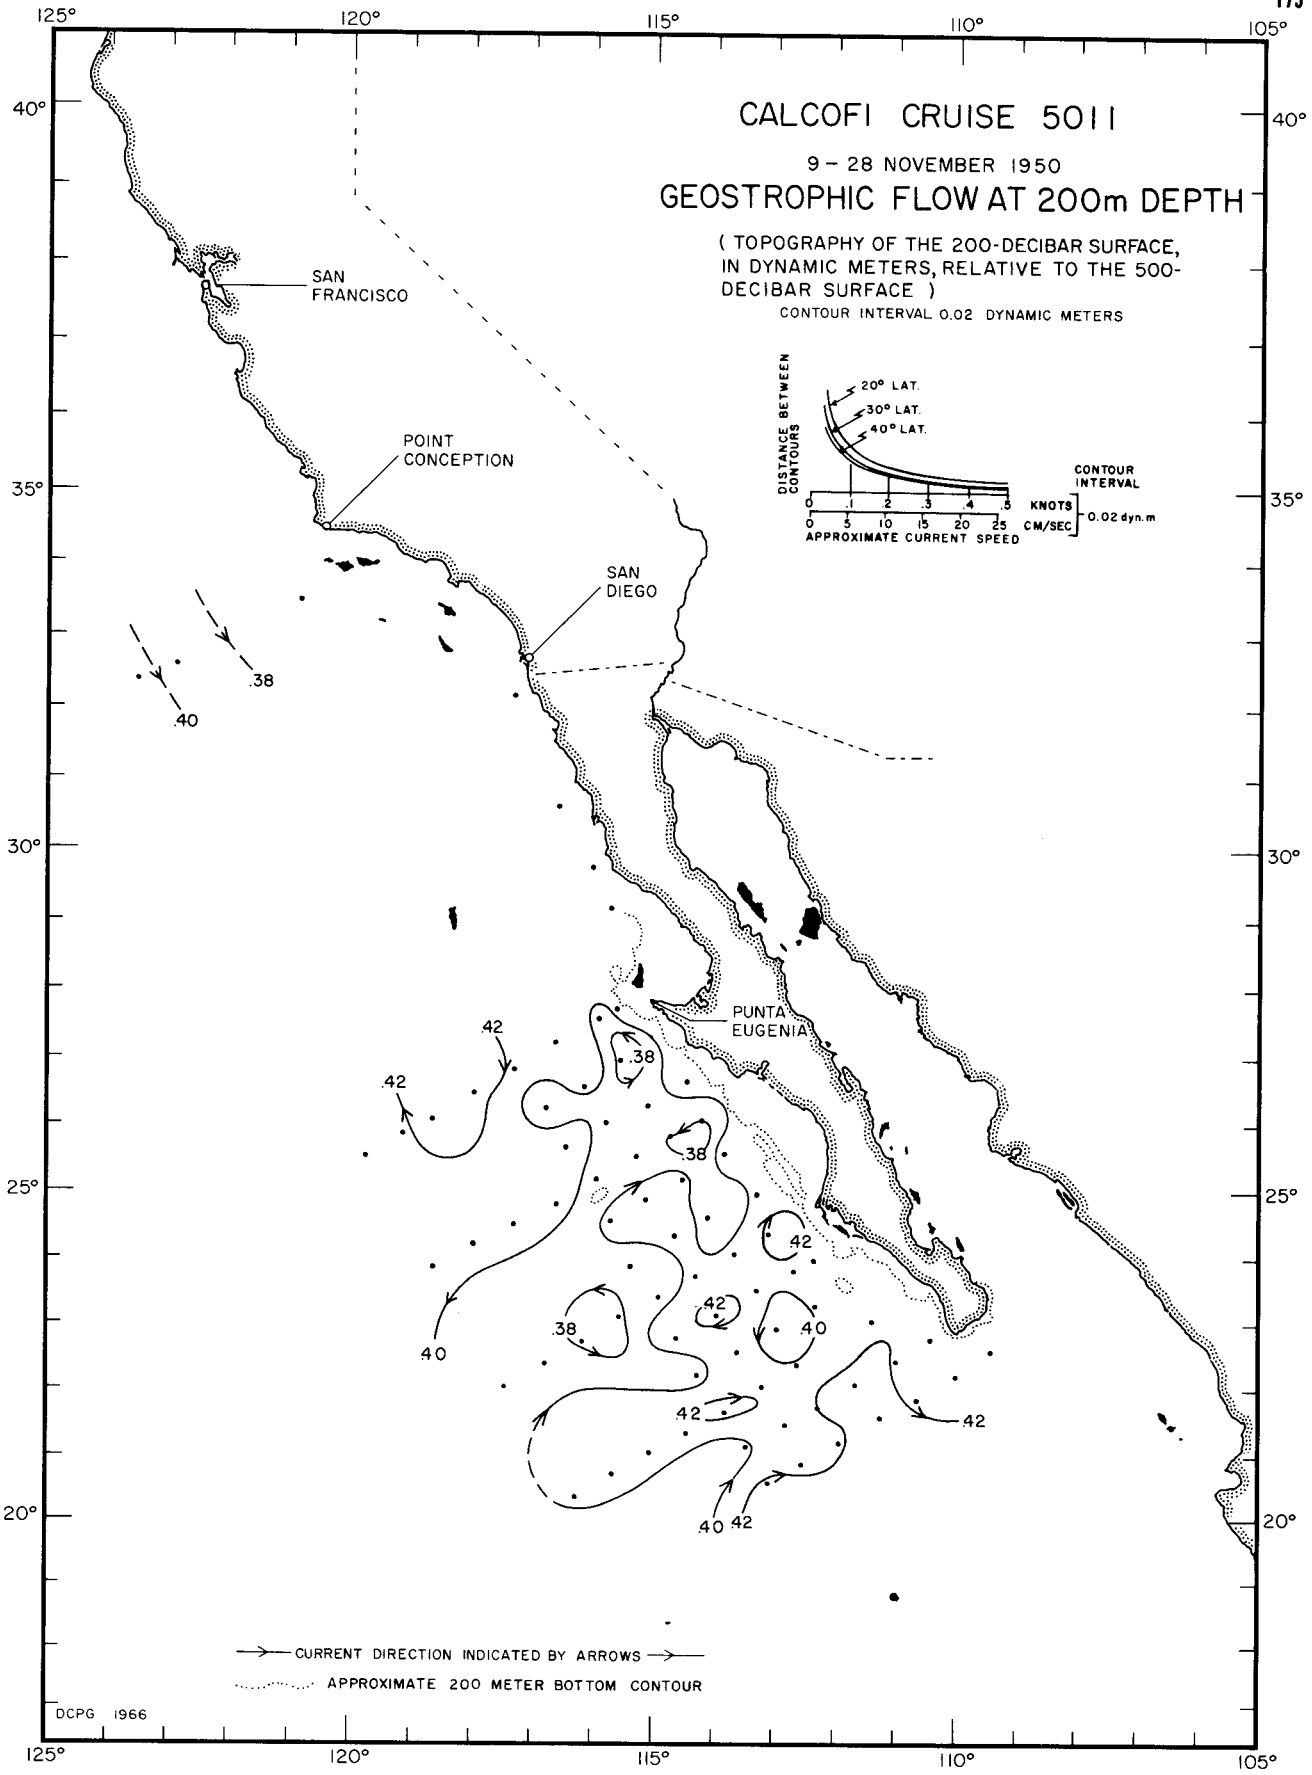 125°
120°
115°
110°
105°
40°
40°
CALCOFI CRUISE 5011
9 - 28 NOVEMBER 1950
GEOSTROPHIC FLOW AT 200m DEPTH
( TOPOGRAPHY OF THE 200-DECIBAR SURFACE,
IN DYNAMIC METERS, RELATIVE TO THE 500-
DECIBAR SURFACE )
CONTOUR INTERVAL 0.02 DYNAMIC METERS
SAN
FRANCISCO
DISTANCE BETWEEN
CONTOURS
20° LAT.
30° LAT.
40° LAT.
CONTOUR
INTERVAL
0 .1 .2 .3 .4 .5 KNOTS
0 5 10 15 20 25 CM/SEC
0.02 dyn.m
APPROXIMATE CURRENT SPEED
POINT
CONCEPTION
35°
35°
SAN
DIEGO
.38
.40
30°
30°
PUNTA
EUGENIA
.42
.38
.42
.38
25°
25°
.42
.42
.38
.40
.40
.42
.42
20°
.40
.42
20°
CURRENT DIRECTION INDICATED BY ARROWS
APPROXIMATE 200 METER BOTTOM CONTOUR
DCPG 1966
125°
120°
115°
110°
105°